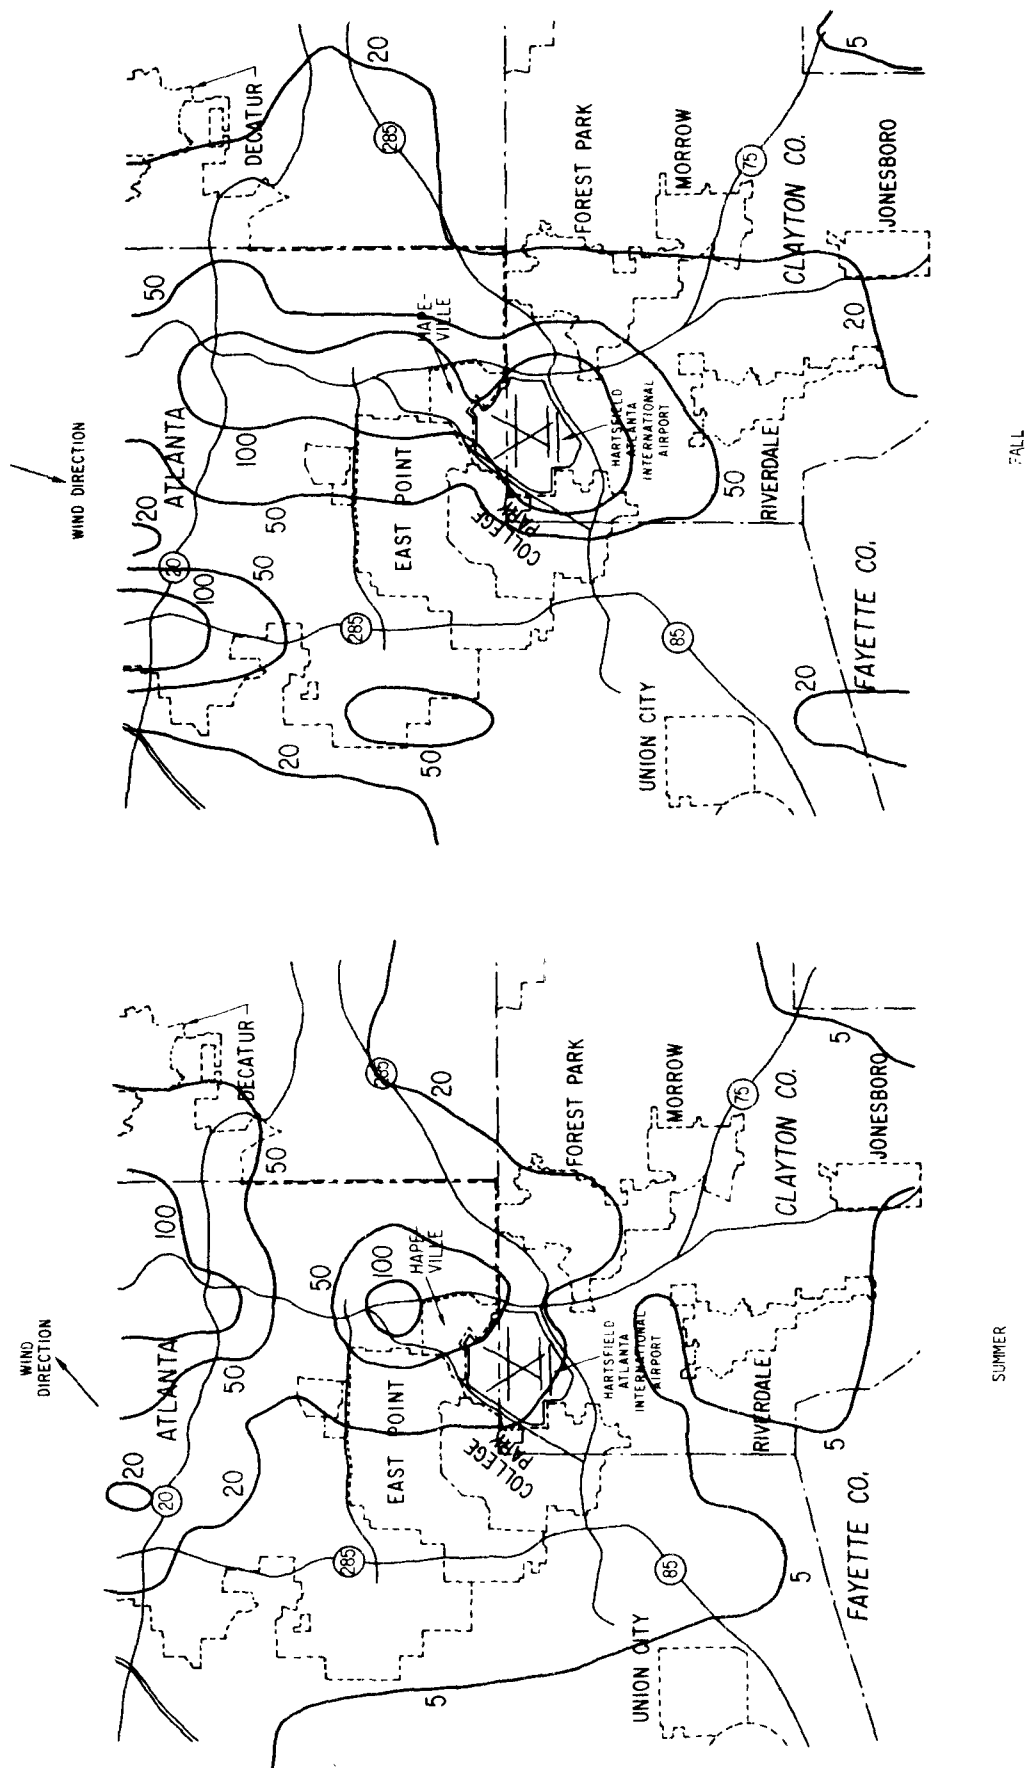 WIND
DIRECTION
20
ATLANTA
100
DECATUR
20
50
20
50
285
EAST POINT
50
100
HAPE-
VILLE
285
20
COLLEGE
PARK
HARTSFIELD
ATLANTA
INTERNATIONAL
AIRPORT
FOREST PARK
5
UNION CITY
85
MORROW
75
RIVERDALE
CLAYTON CO.
5
5
5
FAYETTE CO.
JONESBORO
SUMMER
WIND DIRECTION
20
ATLANTA
50
20
100
100
50
50
DECATUR
20
285
EAST POINT
HAPE-
VILLE
285
20
50
COLLEGE
PARK
HARTSFIELD
ATLANTA
INTERNATIONAL
AIRPORT
FOREST PARK
UNION CITY
85
50
MORROW
75
RIVERDALE
CLAYTON CO.
20
20
5
FAYETTE CO.
JONESBORO
FALL